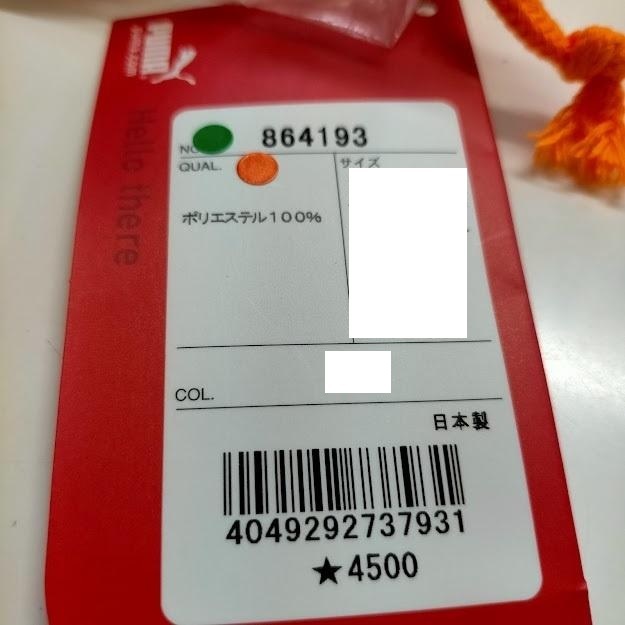 PUMA
Hello there
NO 864193
QUAL.
サイズ
ポリエステル100%
COL.
日本製
4049292737931
★4500